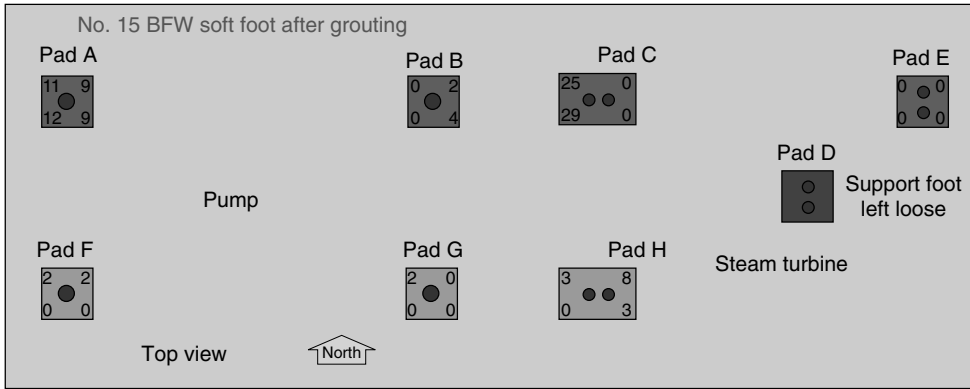 No. 15 BFW soft foot after grouting
Pad A
Pad B
Pad C
Pad E
11 9
12 9
0 2
0 4
25 0
29 0
0 0
0 0
Pad D
Support foot
left loose
Pump
Pad F
Pad G
Pad H
Steam turbine
2 2
0 0
2 0
0 0
3 8
0 3
Top view
North